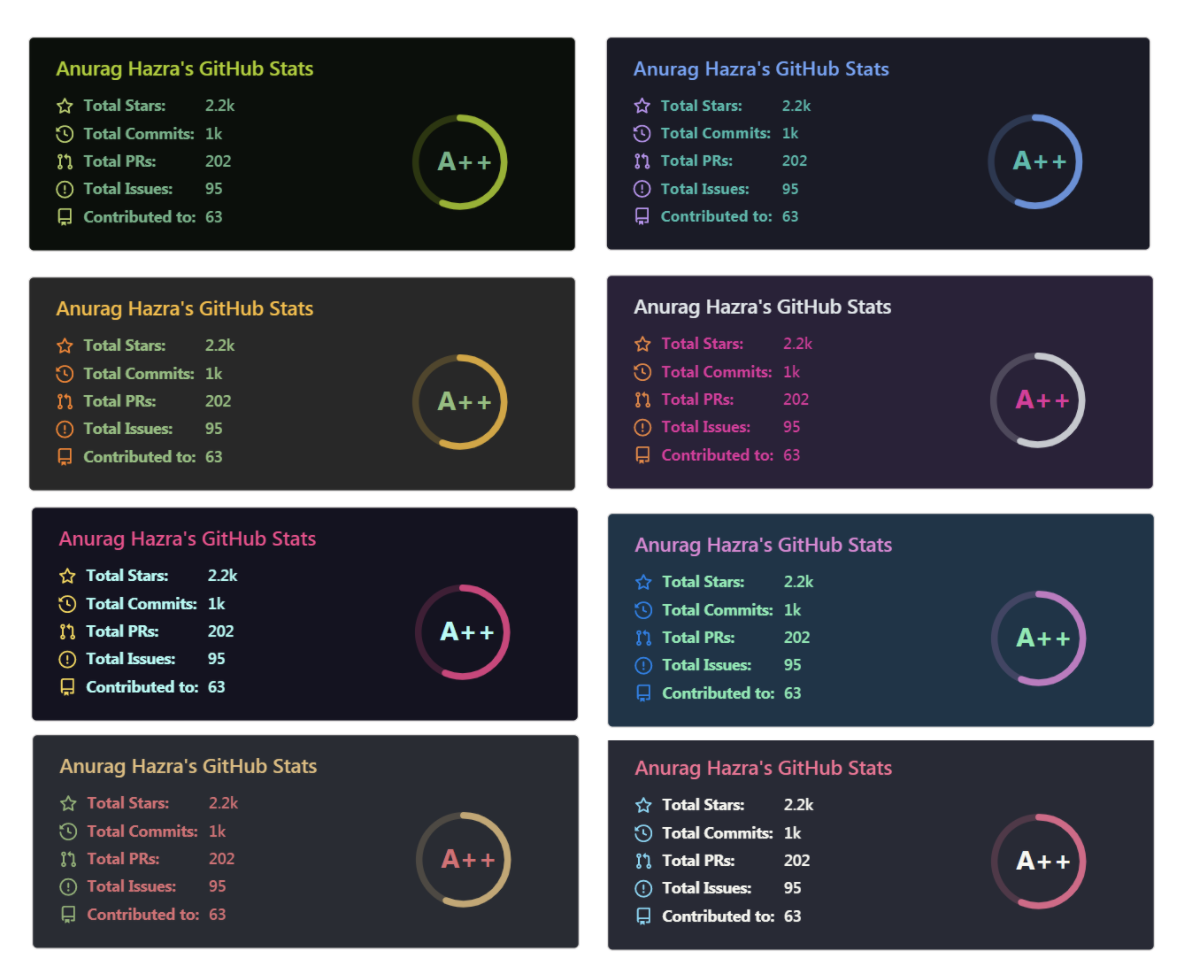 Anurag Hazra's GitHub Stats
Total Stars: 2.2k
Total Commits: 1k
Total PRs: 202
Total Issues: 95
Contributed to: 63
A++
Anurag Hazra's GitHub Stats
Total Stars: 2.2k
Total Commits: 1k
Total PRs: 202
Total Issues: 95
Contributed to: 63
A++
Anurag Hazra's GitHub Stats
Total Stars: 2.2k
Total Commits: 1k
Total PRs: 202
Total Issues: 95
Contributed to: 63
A++
Anurag Hazra's GitHub Stats
Total Stars: 2.2k
Total Commits: 1k
Total PRs: 202
Total Issues: 95
Contributed to: 63
A++
Anurag Hazra's GitHub Stats
Total Stars: 2.2k
Total Commits: 1k
Total PRs: 202
Total Issues: 95
Contributed to: 63
A++
Anurag Hazra's GitHub Stats
Total Stars: 2.2k
Total Commits: 1k
Total PRs: 202
Total Issues: 95
Contributed to: 63
A++
Anurag Hazra's GitHub Stats
Total Stars: 2.2k
Total Commits: 1k
Total PRs: 202
Total Issues: 95
Contributed to: 63
A++
Anurag Hazra's GitHub Stats
Total Stars: 2.2k
Total Commits: 1k
Total PRs: 202
Total Issues: 95
Contributed to: 63
A++